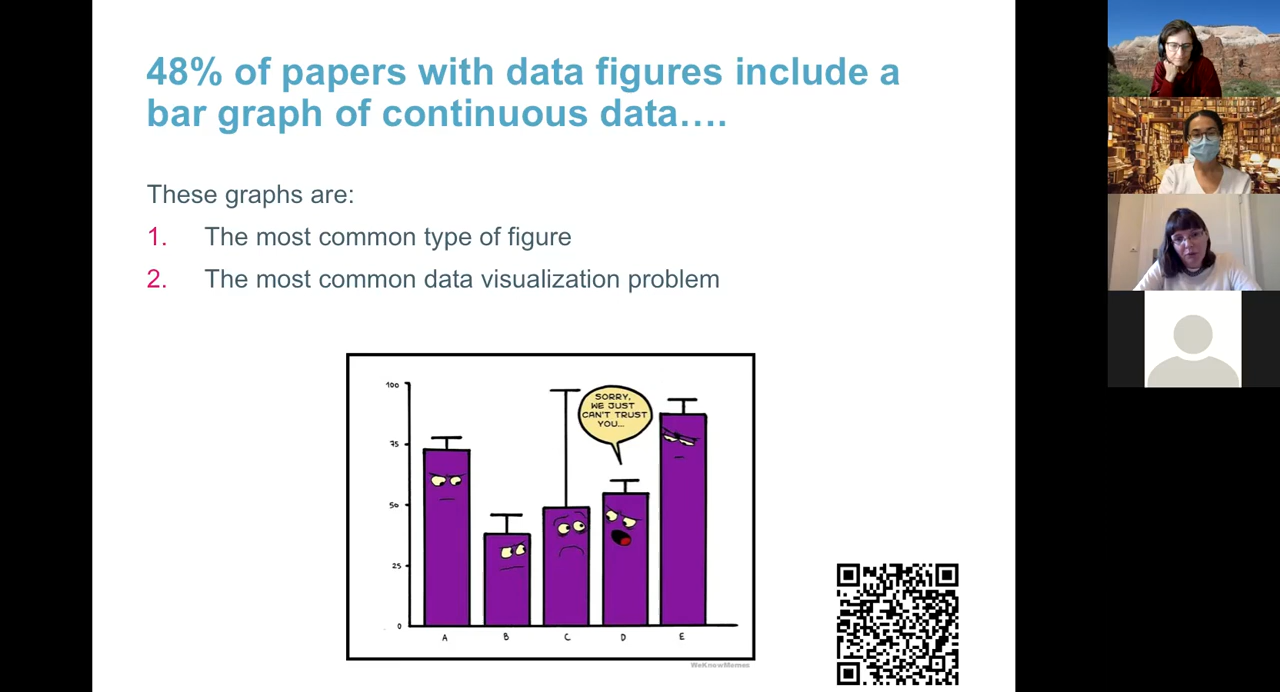 48% of papers with data figures include a
bar graph of continuous data....
These graphs are:
1. The most common type of figure
2. The most common data visualization problem
100
75
50
25
0
SORRY,
WE JUST
CAN'T TRUST
YOU...
A B C D E
WeKnowMemes